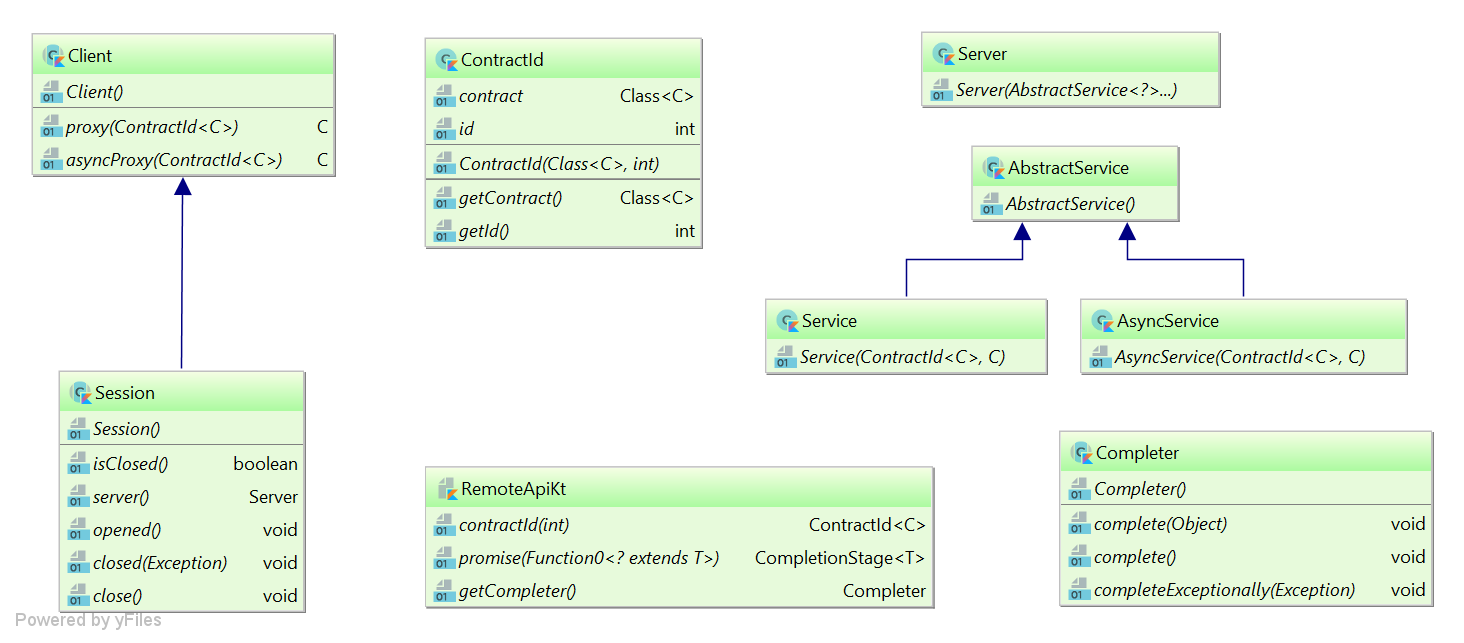 Client
Client()
proxy(ContractId<C>) C
asyncProxy(ContractId<C>) C
ContractId
contract Class<C>
id int
ContractId(Class<C>, int)
getContract() Class<C>
getId() int
Server
Server(AbstractService<?>...)
AbstractService
AbstractService()
Service
Service(ContractId<C>, C)
AsyncService
AsyncService(ContractId<C>, C)
Session
Session()
isClosed() boolean
server() Server
opened() void
closed(Exception) void
close() void
RemoteApiKt
contractId(int) ContractId<C>
promise(Function0<? extends T>) CompletionStage<T>
getCompleter() Completer
Completer
Completer()
complete(Object) void
complete() void
completeExceptionally(Exception) void
Powered by yFiles